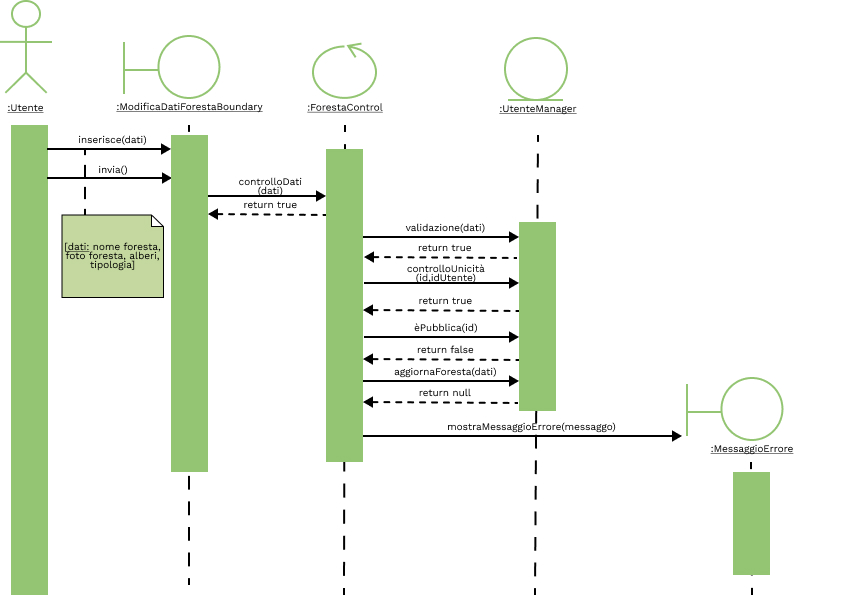 :Utente
:ModificaDatiForestaBoundary
:ForestaControl
:UtenteManager
inserisce(dati)
invia()
controlloDati
(dati)
return true
[dati: nome foresta,
foto foresta, alberi,
tipologia]
validazione(dati)
return true
controlloUnicità
(id,idUtente)
return true
èPubblica(id)
return false
aggiornaForesta(dati)
return null
mostraMessaggioErrore(messaggo)
:MessaggioErrore